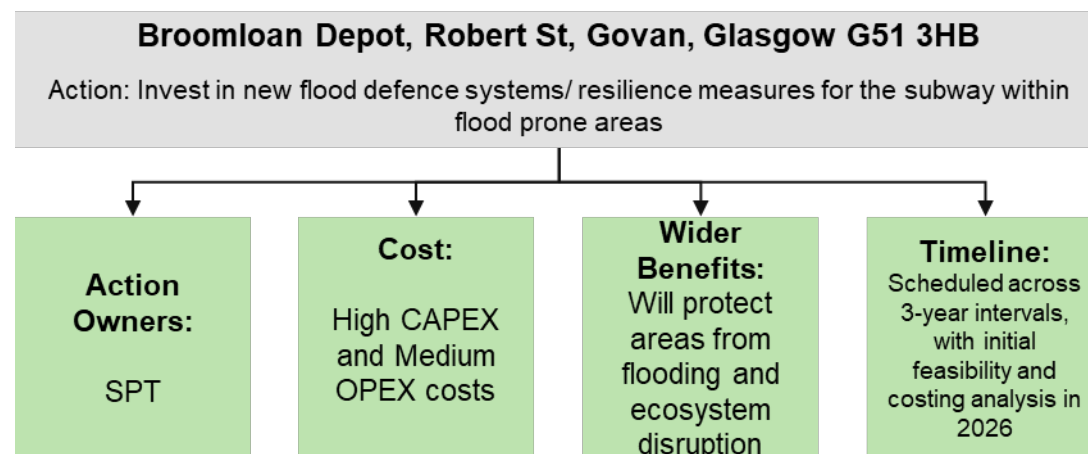 Broomloan Depot, Robert St, Govan, Glasgow G51 3HB
Action: Invest in new flood defence systems/ resilience measures for the subway within
flood prone areas
Action
Owners:
SPT
Cost:
High CAPEX
and Medium
OPEX costs
Wider
Benefits:
Will protect
areas from
flooding and
ecosystem
disruption
Timeline:
Scheduled across
3-year intervals,
with initial
feasibility and
costing analysis in
2026